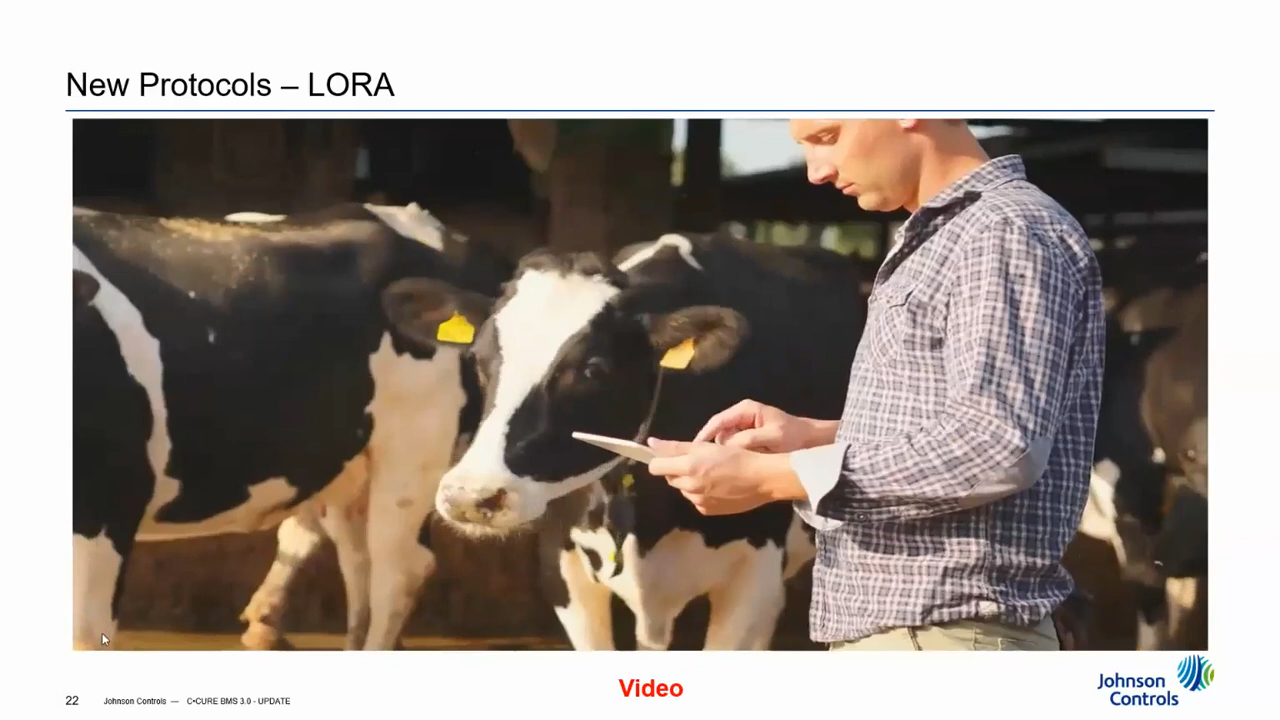 New Protocols – LORA
Video
22 Johnson Controls — C•CURE BMS 3.0 - UPDATE
Johnson
Controls